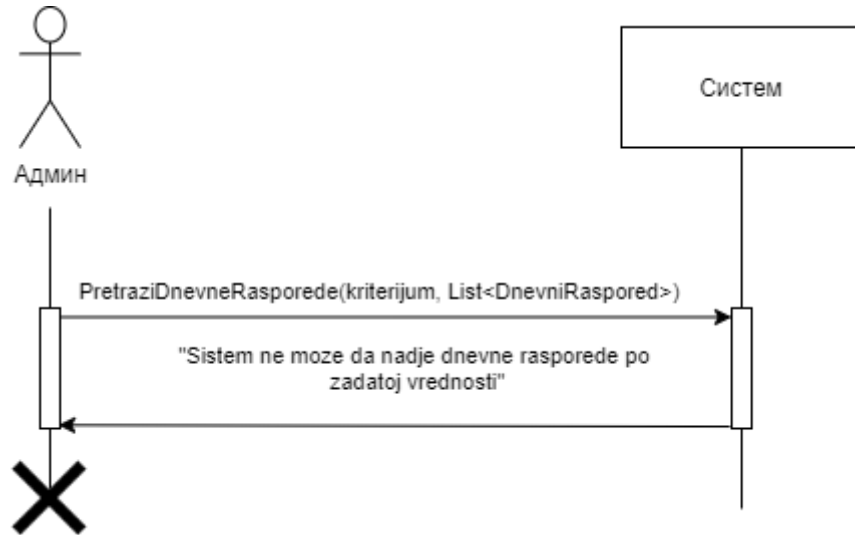 Систем
Админ
PretraziDnevneRasporede(kriterijum, List<DnevniRaspored>)
"Sistem ne moze da nadje dnevne rasporede po
zadatoj vrednosti"